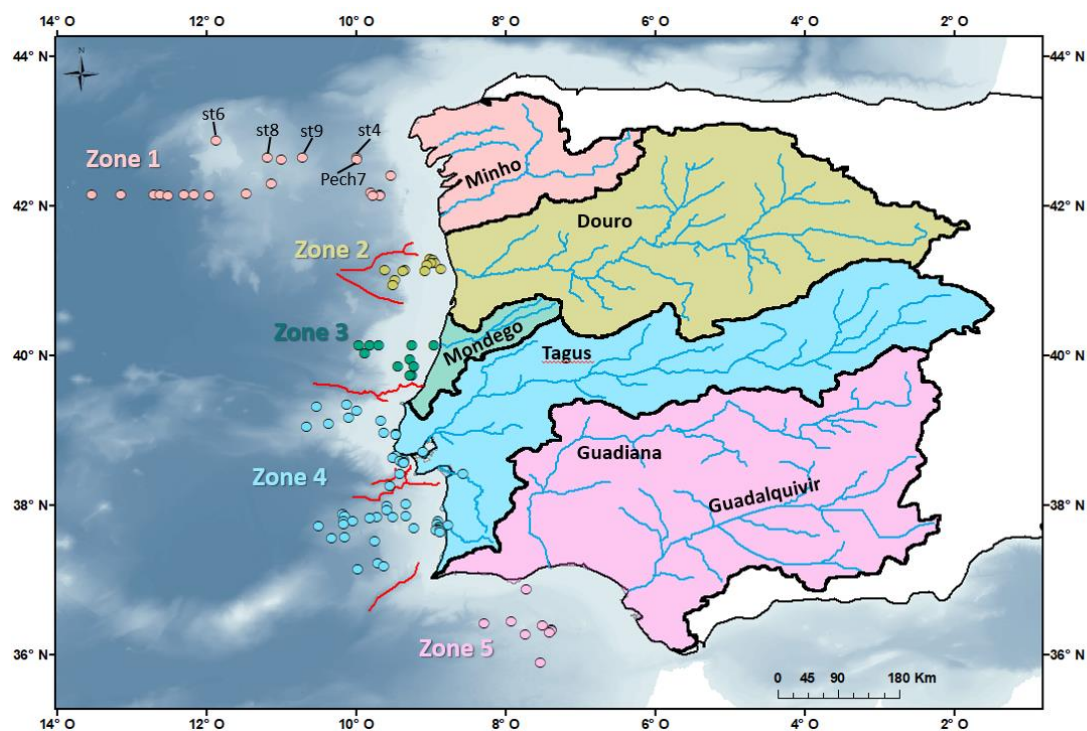 14° O 12° O 10° O 8° O 6° O 4° O 2° O
44° N 44° N
N
st6
st8 st9 st4
Zone 1
Pech7
Minho
42° N 42° N
Douro
Zone 2
Zone 3
Mondego
Tagus
40° N 40° N
Guadiana
Zone 4
Guadalquivir
38° N 38° N
Zone 5
36° N 36° N
0 45 90 180 Km
14° O 12° O 10° O 8° O 6° O 4° O 2° O